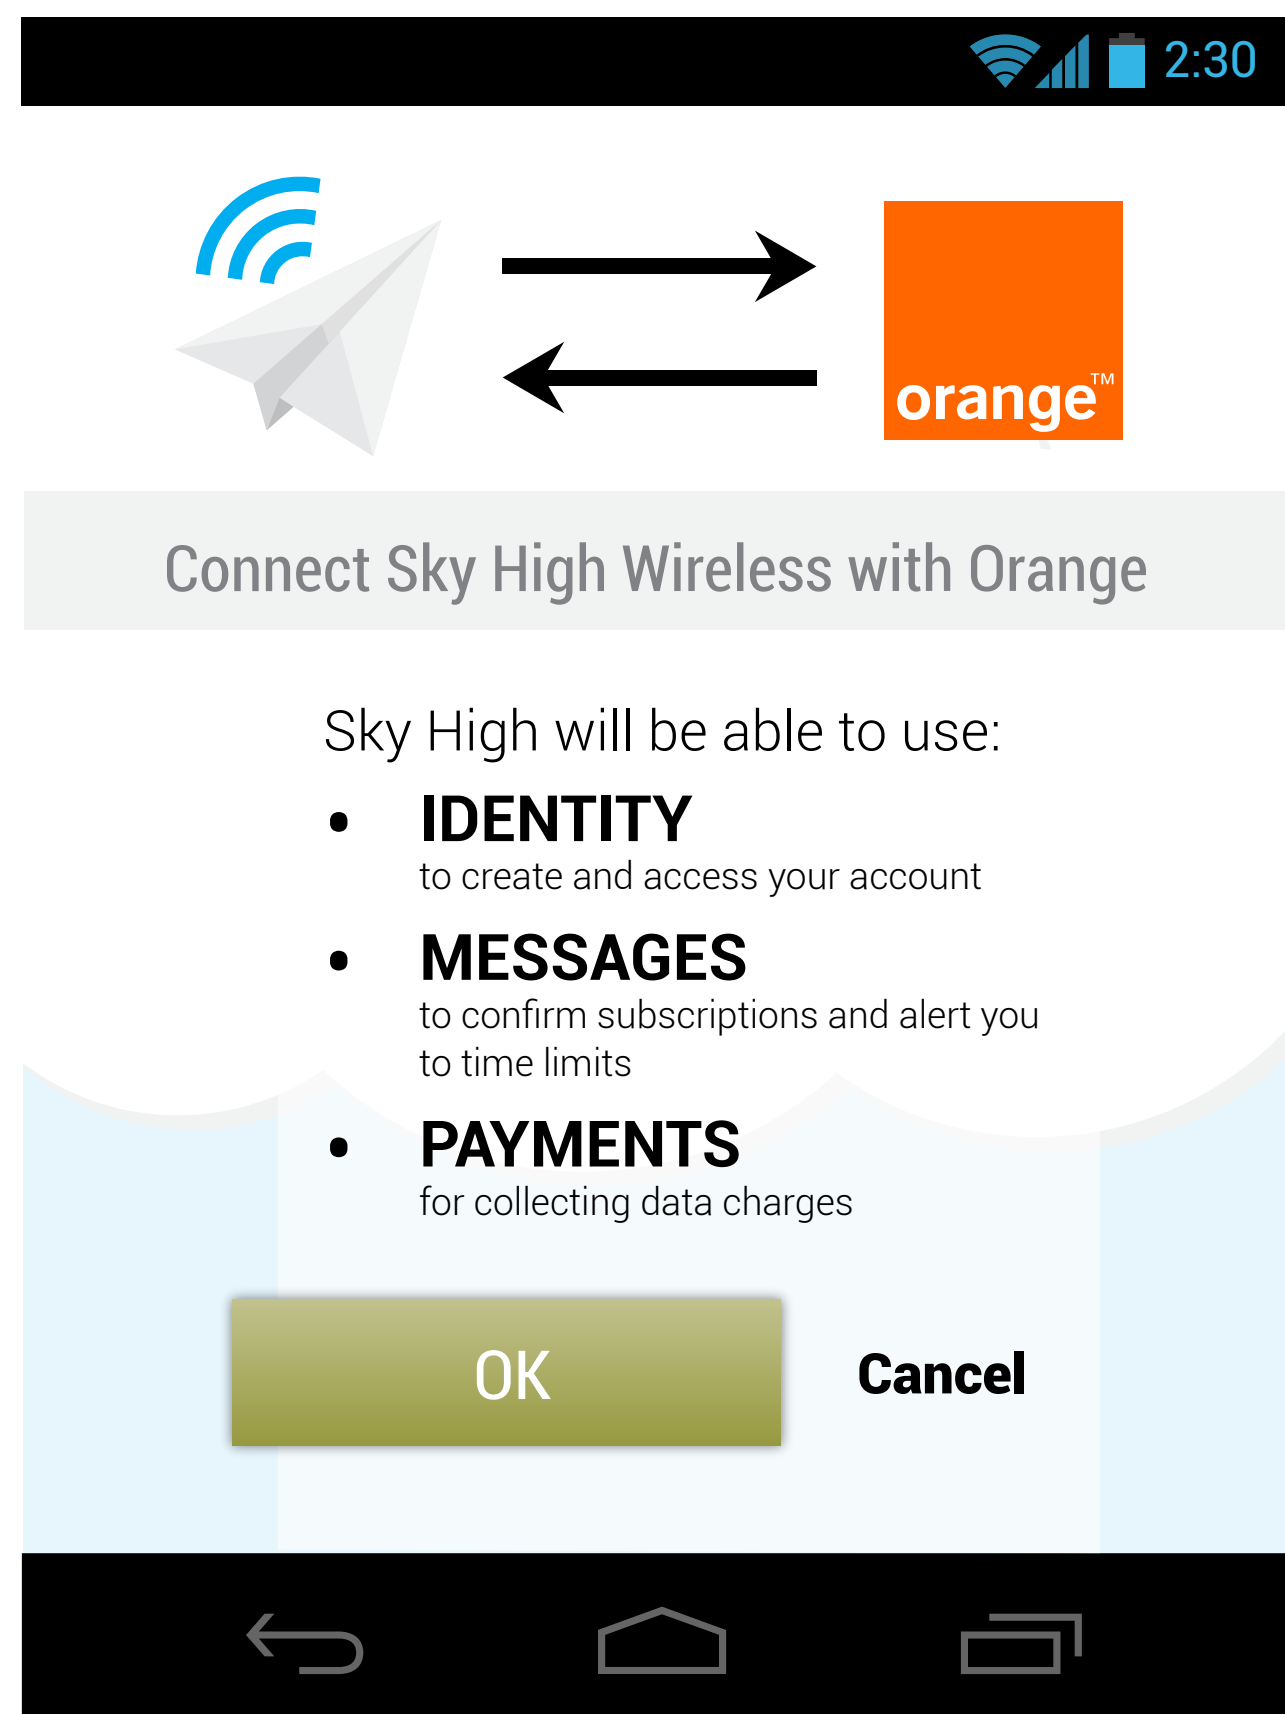 2:30
orange™
Connect Sky High Wireless with Orange
Sky High will be able to use:
• IDENTITY
to create and access your account
• MESSAGES
to confirm subscriptions and alert you
to time limits
• PAYMENTS
for collecting data charges
OK
Cancel